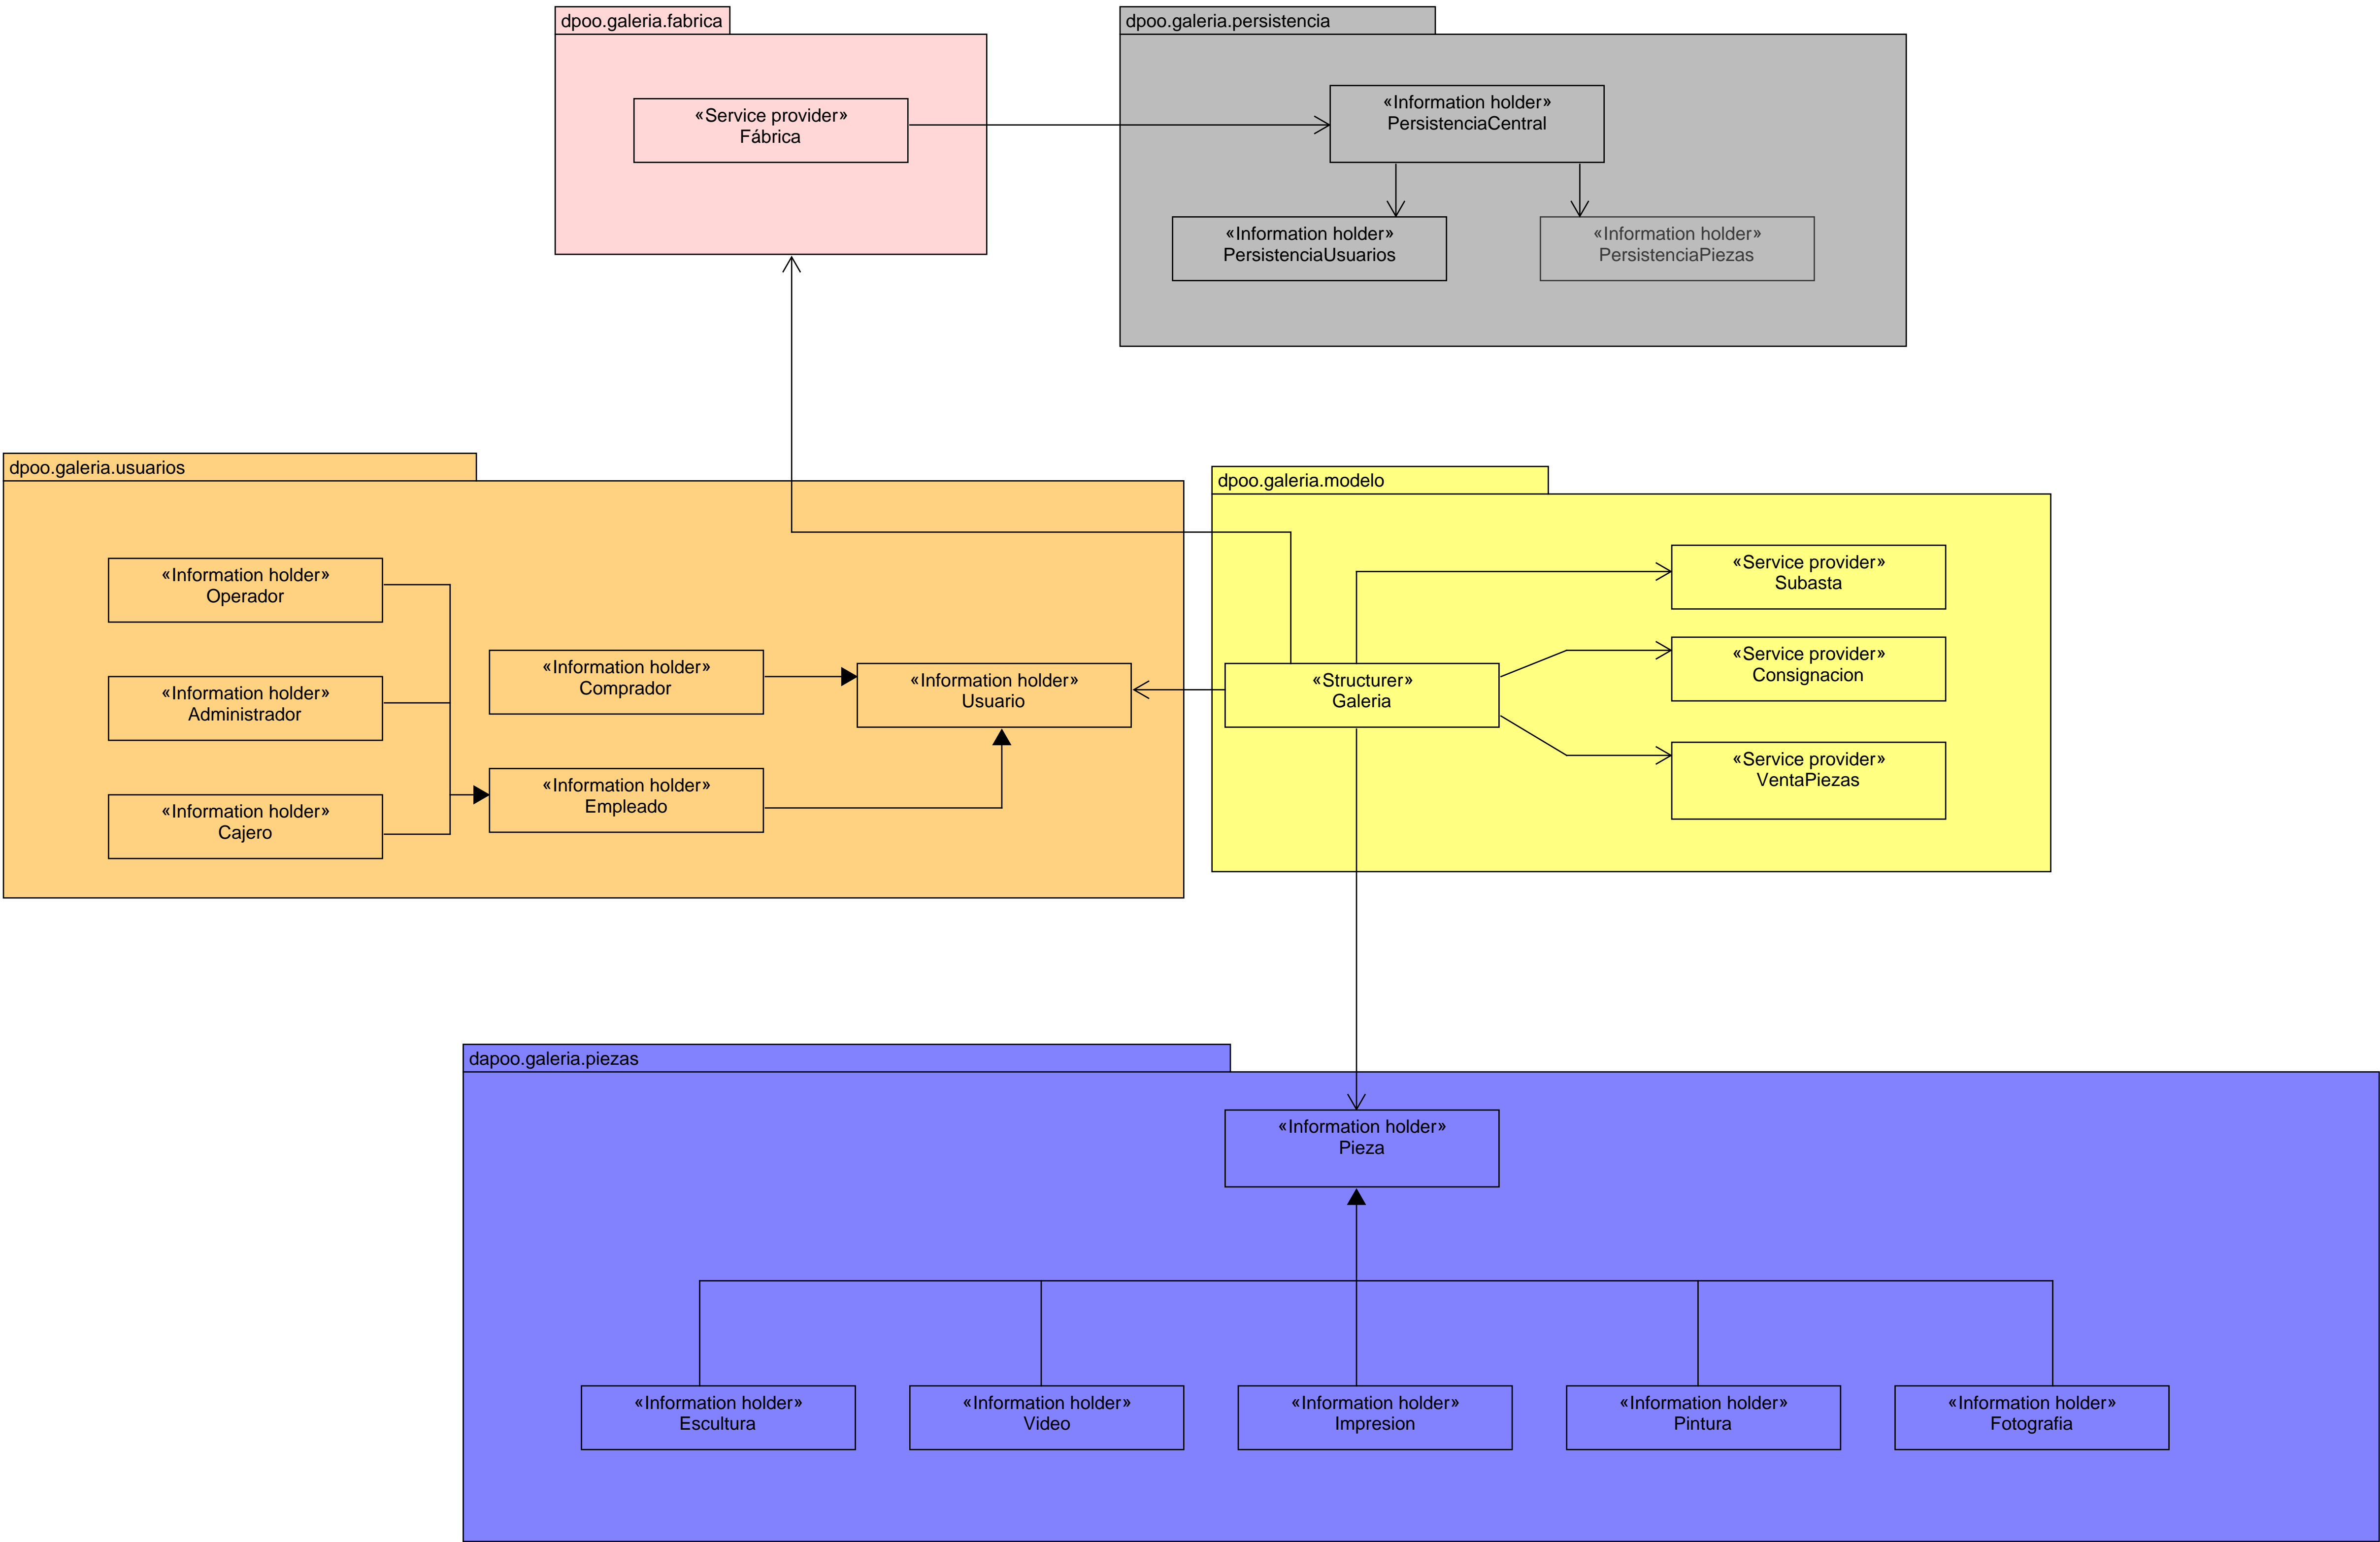 dpoo.galeria.fabrica
«Service provider»
Fábrica
dpoo.galeria.persistencia
«Information holder»
PersistenciaCentral
«Information holder»
PersistenciaUsuarios
«Information holder»
PersistenciaPiezas
dpoo.galeria.usuarios
«Information holder»
Operador
«Information holder»
Administrador
«Information holder»
Cajero
«Information holder»
Comprador
«Information holder»
Empleado
«Information holder»
Usuario
dpoo.galeria.modelo
«Structurer»
Galeria
«Service provider»
Subasta
«Service provider»
Consignacion
«Service provider»
VentaPiezas
dapoo.galeria.piezas
«Information holder»
Pieza
«Information holder»
Escultura
«Information holder»
Video
«Information holder»
Impresion
«Information holder»
Pintura
«Information holder»
Fotografia